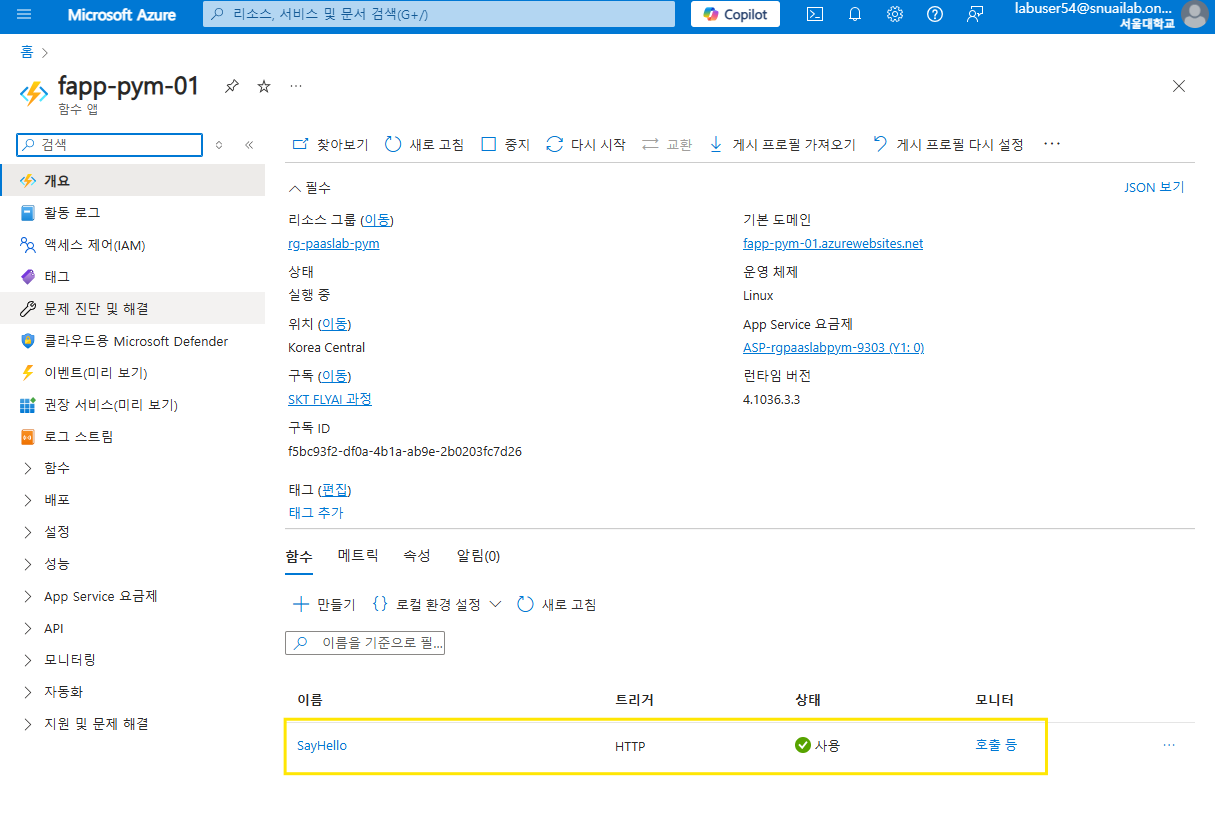 Microsoft Azure
리소스, 서비스 및 문서 검색(G+/)
Copilot
labuser54@snuailab.on...
서울대학교
홈
fapp-pym-01
함수 앱
검색
찾아보기
새로 고침
중지
다시 시작
교환
게시 프로필 가져오기
게시 프로필 다시 설정
개요
활동 로그
액세스 제어(IAM)
태그
문제 진단 및 해결
클라우드용 Microsoft Defender
이벤트(미리 보기)
권장 서비스(미리 보기)
로그 스트림
함수
배포
설정
성능
App Service 요금제
API
모니터링
자동화
지원 및 문제 해결
필수
JSON 보기
리소스 그룹 (이동)
rg-paaslab-pym
상태
실행 중
위치 (이동)
Korea Central
구독 (이동)
SKT FLYAI 과정
구독 ID
f5bc93f2-df0a-4b1a-ab9e-2b0203fc7d26
태그 (편집)
태그 추가
기본 도메인
fapp-pym-01.azurewebsites.net
운영 체제
Linux
App Service 요금제
ASP-rgpaaslabpym-9303 (Y1: 0)
런타임 버전
4.1036.3.3
함수
메트릭
속성
알림(0)
만들기
로컬 환경 설정
새로 고침
이름을 기준으로 필...
이름
트리거
상태
모니터
SayHello
HTTP
사용
호출 등